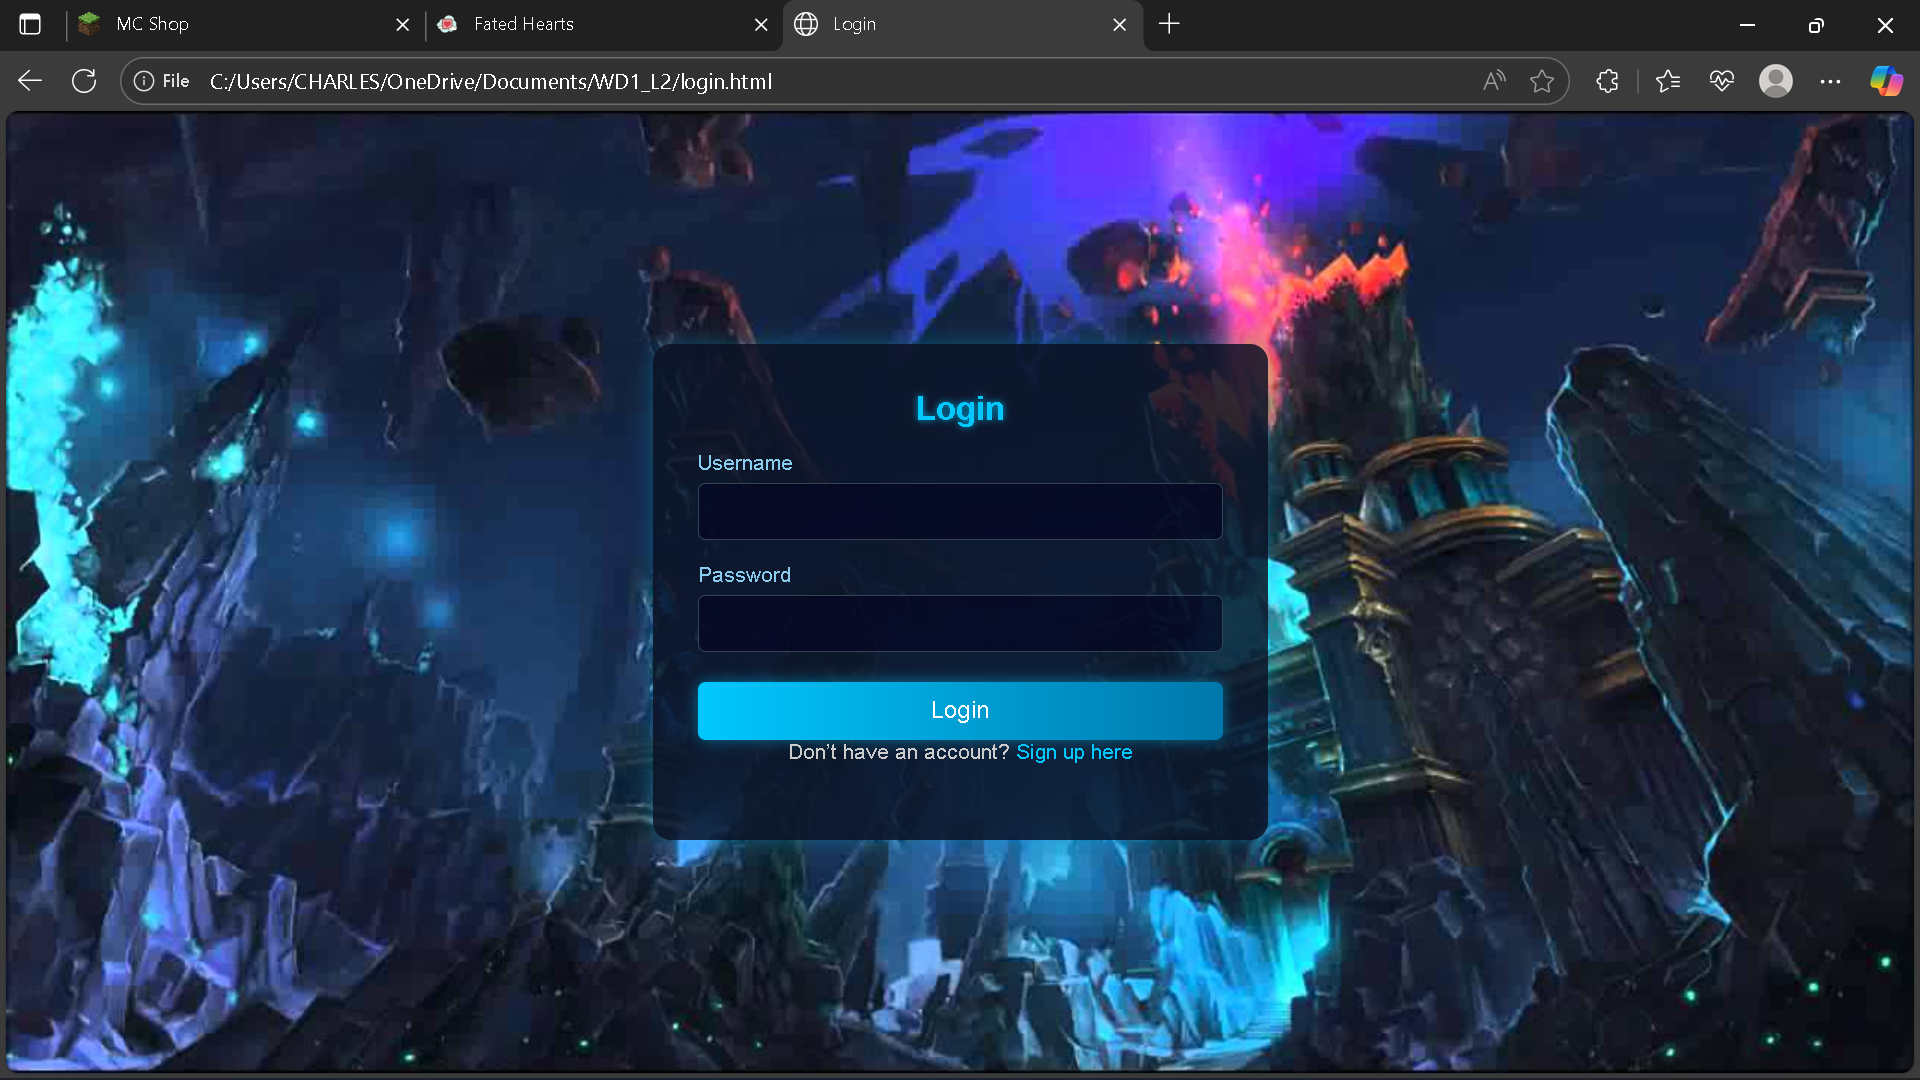 MC Shop
Fated Hearts
Login
File
C:/Users/CHARLES/OneDrive/Documents/WD1_L2/login.html
Login
Username
Password
Login
Don’t have an account? Sign up here